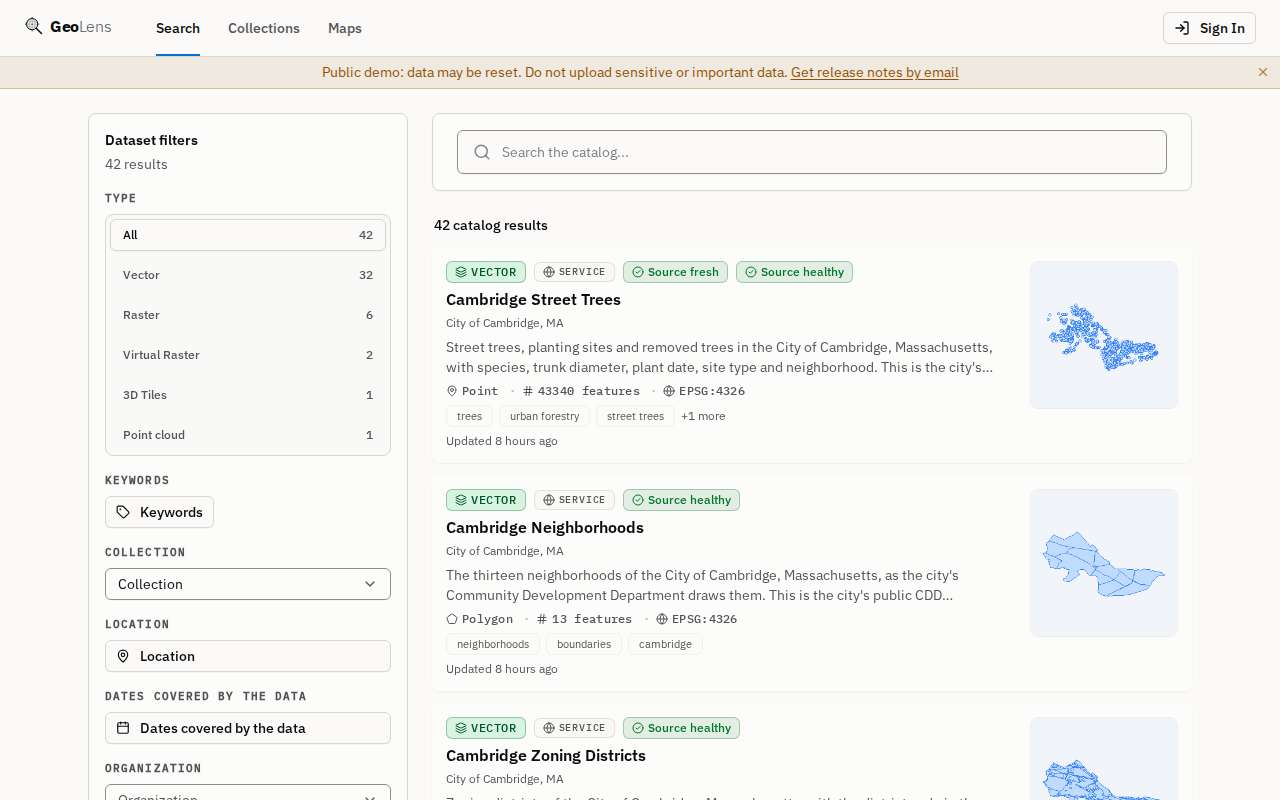 GeoLens
Search
Collections
Maps
Sign In
Public demo: data may be reset. Do not upload sensitive or important data. Get release notes by email
Dataset filters
42 results
TYPE
All 42
Vector 32
Raster 6
Virtual Raster 2
3D Tiles 1
Point cloud 1
KEYWORDS
Keywords
COLLECTION
Collection
LOCATION
Location
DATES COVERED BY THE DATA
Dates covered by the data
ORGANIZATION
Organization
Search the catalog...
42 catalog results
VECTOR SERVICE Source fresh Source healthy
Cambridge Street Trees
City of Cambridge, MA
Street trees, planting sites and removed trees in the City of Cambridge, Massachusetts,
with species, trunk diameter, plant date, site type and neighborhood. This is the city's...
Point · 43340 features · EPSG:4326
trees urban forestry street trees +1 more
Updated 8 hours ago
VECTOR SERVICE Source healthy
Cambridge Neighborhoods
City of Cambridge, MA
The thirteen neighborhoods of the City of Cambridge, Massachusetts, as the city's
Community Development Department draws them. This is the city's public CDD...
Polygon · 13 features · EPSG:4326
neighborhoods boundaries cambridge
Updated 8 hours ago
VECTOR SERVICE Source healthy
Cambridge Zoning Districts
City of Cambridge, MA